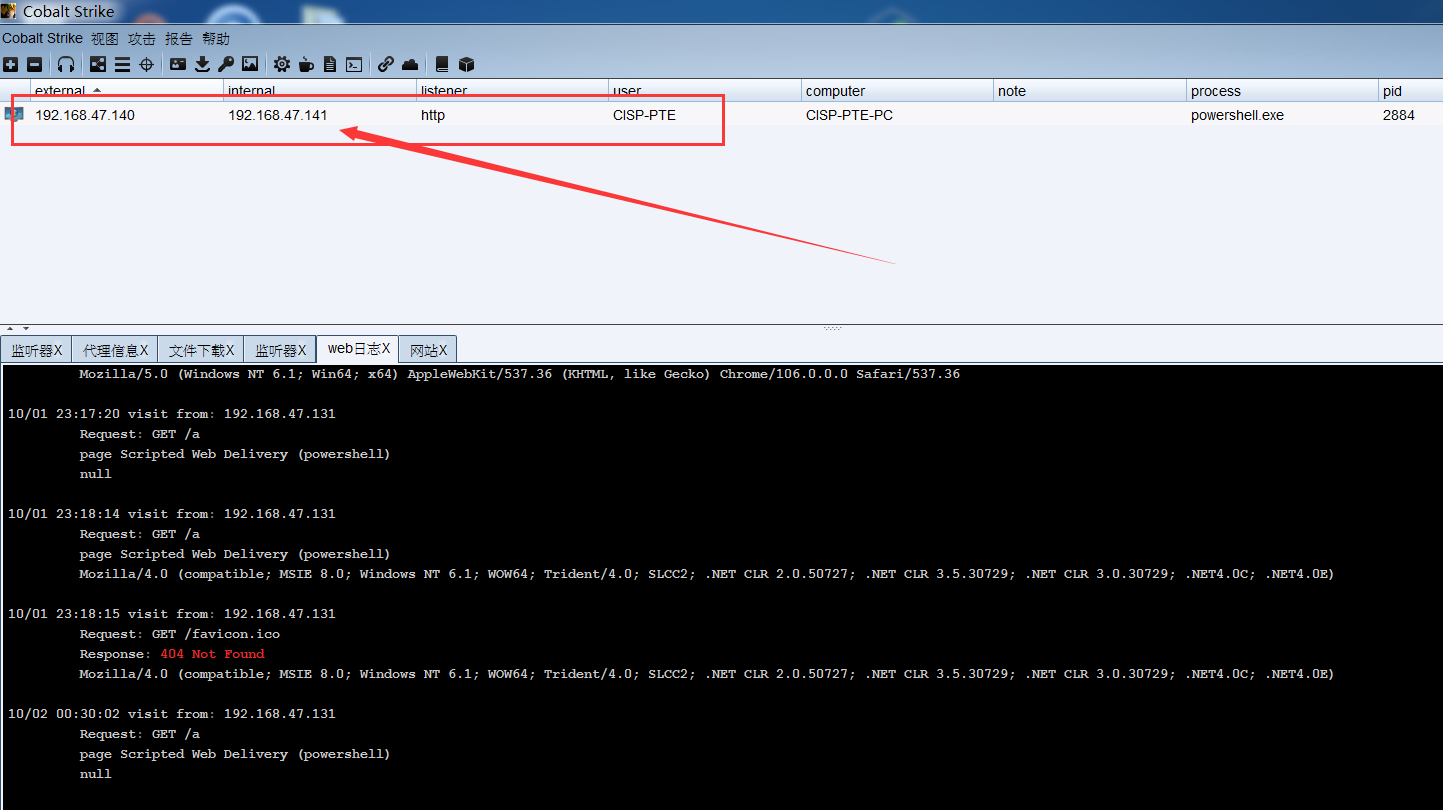 Cobalt Strike
Cobalt Strike 视图 攻击 报告 帮助
external internal listener user computer note process pid
192.168.47.140 192.168.47.141 http CISP-PTE CISP-PTE-PC powershell.exe 2884
监听器X 代理信息X 文件下载X 监听器X web日志X 网站X
Mozilla/5.0 (Windows NT 6.1; Win64; x64) AppleWebKit/537.36 (KHTML, like Gecko) Chrome/106.0.0.0 Safari/537.36
10/01 23:17:20 visit from: 192.168.47.131
Request: GET /a
page Scripted Web Delivery (powershell)
null
10/01 23:18:14 visit from: 192.168.47.131
Request: GET /a
page Scripted Web Delivery (powershell)
Mozilla/4.0 (compatible; MSIE 8.0; Windows NT 6.1; WOW64; Trident/4.0; SLCC2; .NET CLR 2.0.50727; .NET CLR 3.5.30729; .NET CLR 3.0.30729; .NET4.0C; .NET4.0E)
10/01 23:18:15 visit from: 192.168.47.131
Request: GET /favicon.ico
Response: 404 Not Found
Mozilla/4.0 (compatible; MSIE 8.0; Windows NT 6.1; WOW64; Trident/4.0; SLCC2; .NET CLR 2.0.50727; .NET CLR 3.5.30729; .NET CLR 3.0.30729; .NET4.0C; .NET4.0E)
10/02 00:30:02 visit from: 192.168.47.131
Request: GET /a
page Scripted Web Delivery (powershell)
null